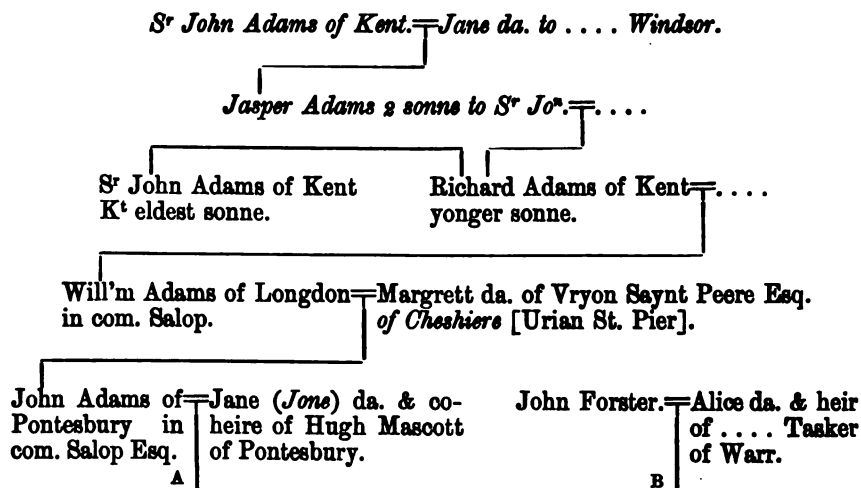 Sʳ John Adams of Kent.=Jane da. to .... Windsor.
Jasper Adams 2 sonne to Sʳ Joⁿ.=....
Sʳ John Adams of Kent
Kᵗ eldest sonne.
Richard Adams of Kent=....
yonger sonne.
Will'm Adams of Longdon=Margrett da. of Vryon Saynt Peere Esq.
in com. Salop.
of Cheshiere [Urian St. Pier].
John Adams of=Jane (Jone) da. & co-
Pontesbury in
com. Salop Esq.
heire of Hugh Mascott
of Pontesbury.
A
John Forster.=Alice da. & heir
of .... Tasker
of Warr.
B